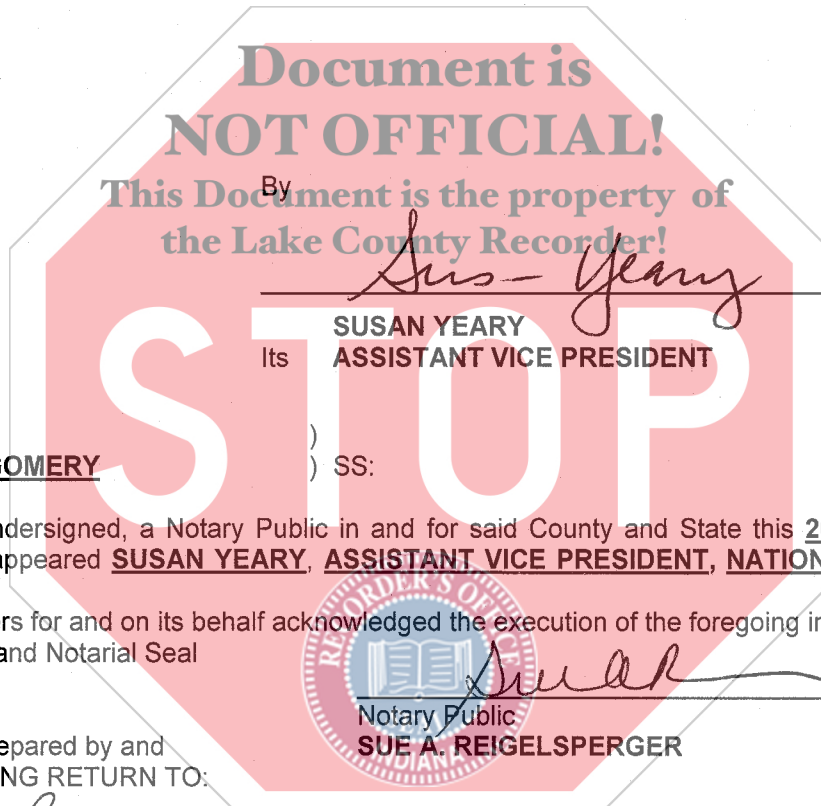 Document is
NOT OFFICIAL!
By
This Document is the property of
the Lake County Recorder!
Sus- Yeary
SUSAN YEARY
Its ASSISTANT VICE PRESIDENT
STOP
)
GOMERY ) SS:
ndersigned, a Notary Public in and for said County and State this 2
appeared SUSAN YEARY, ASSISTANT VICE PRESIDENT, NATION
rs for and on its behalf acknowledged the execution of the foregoing in
and Notarial Seal
RECORDER'S OFFICE
INDIANA
Notary Public
SUE A. REIGELSPERGER
epared by and
NG RETURN TO: